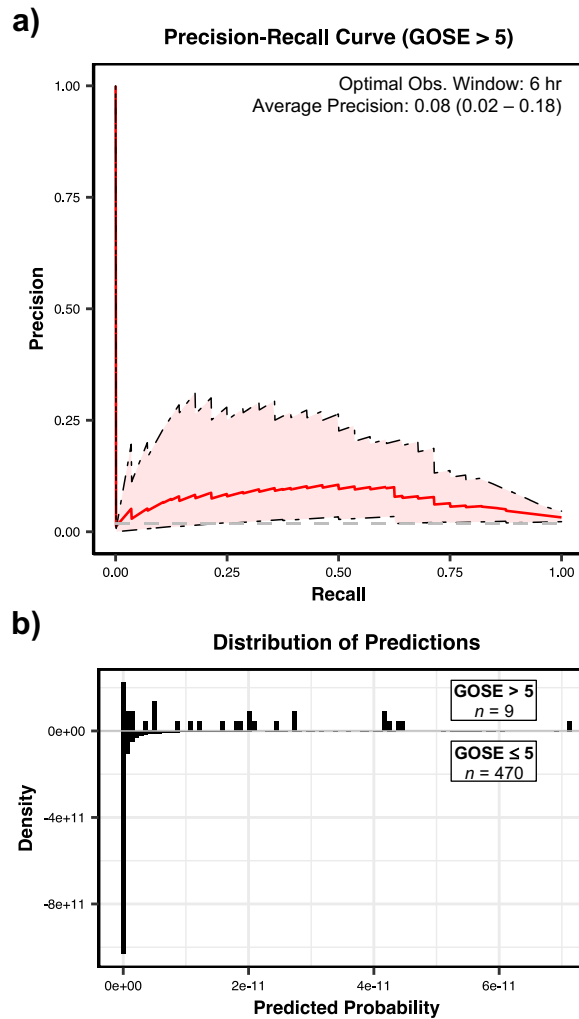 a)
Precision-Recall Curve (GOSE > 5)
Optimal Obs. Window: 6 hr
Average Precision: 0.08 (0.02 – 0.18)
1.00
0.75
0.50
0.25
0.00
Precision
0.00 0.25 0.50 0.75 1.00
Recall
b)
Distribution of Predictions
GOSE > 5
n = 9
GOSE ≤ 5
n = 470
0e+00
-4e+11
-8e+11
Density
0e+00 2e-11 4e-11 6e-11
Predicted Probability